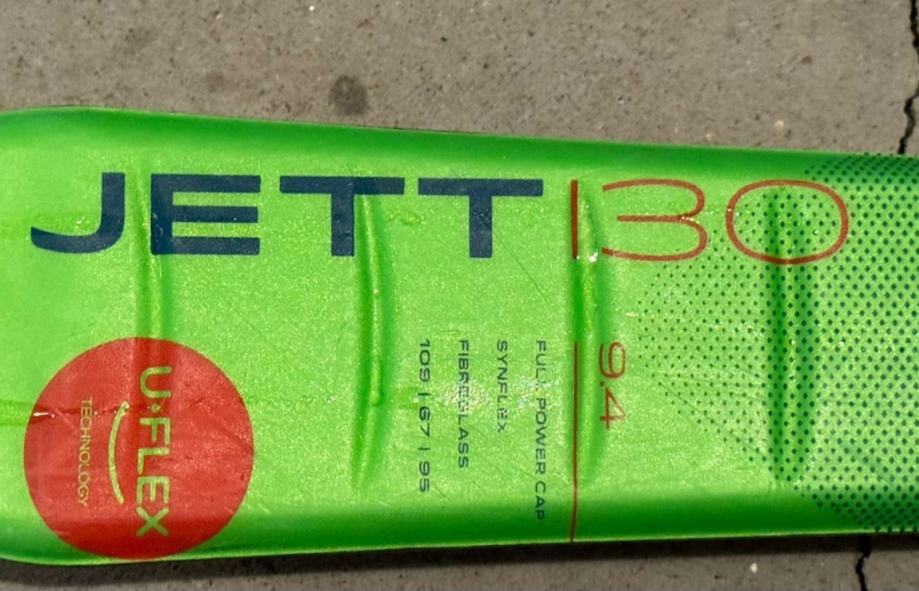 JETT 130
9.4
FULL POWER CAP
SYNFLEX
FIBREGLASS
109 | 67 | 95
U·FLEX
TECHNOLOGY